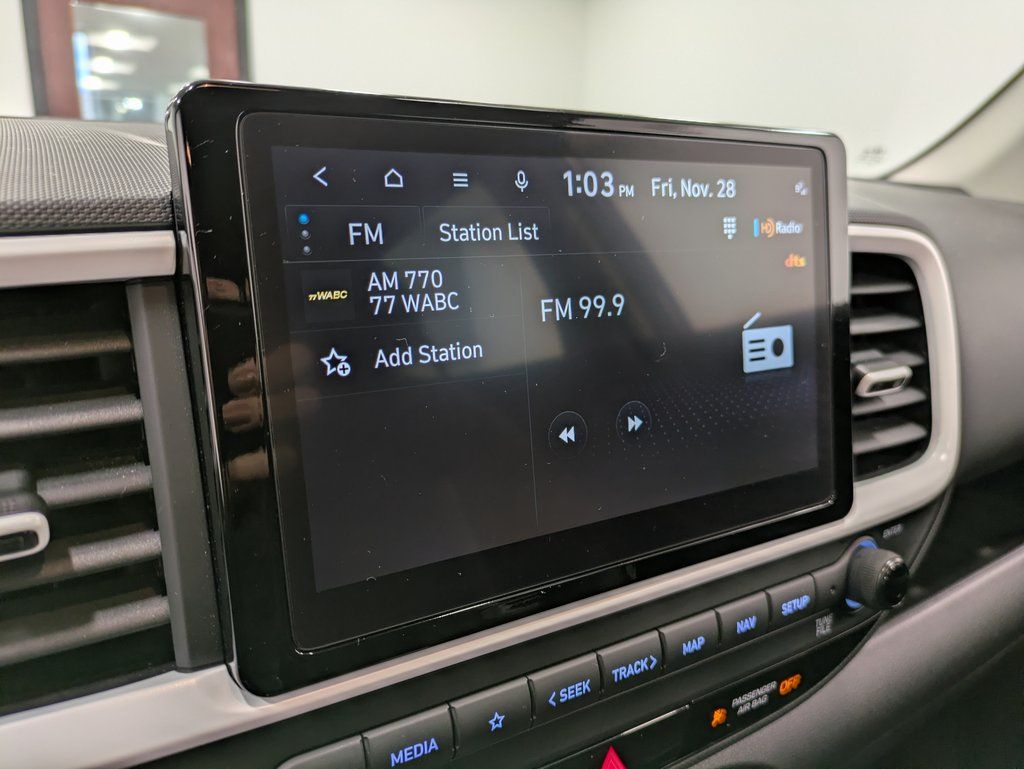 1:03 PM Fri, Nov. 28
FM Station List HD Radio
dts
77WABC AM 770
77 WABC
FM 99.9
Add Station
ENTER
TUNE
FILE
MEDIA < SEEK TRACK > MAP NAV SETUP
PASSENGER
AIR BAG OFF